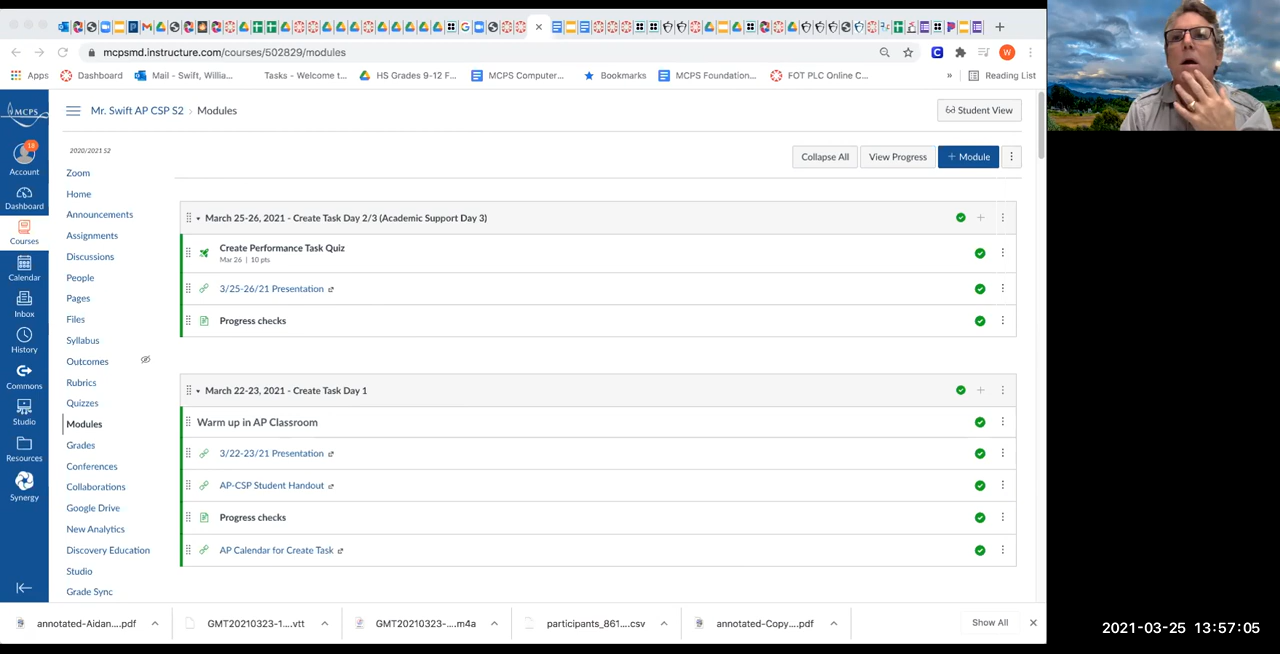 mcpsmd.instructure.com/courses/502829/modules
W
Apps
Dashboard
Mail - Swift, Willia...
Tasks - Welcome t...
HS Grades 9-12 F...
MCPS Computer...
Bookmarks
MCPS Foundation...
FOT PLC Online C...
»
Reading List
MCPS
Mr. Swift AP CSP S2 › Modules
Student View
2020/2021 S2
Collapse All
View Progress
+ Module
18
Account
Dashboard
Courses
Calendar
Inbox
History
Commons
Studio
Resources
Synergy
Zoom
Home
Announcements
Assignments
Discussions
People
Pages
Files
Syllabus
Outcomes
Rubrics
Quizzes
Modules
Grades
Conferences
Collaborations
Google Drive
New Analytics
Discovery Education
Studio
Grade Sync
March 25-26, 2021 - Create Task Day 2/3 (Academic Support Day 3)
Create Performance Task Quiz
Mar 26 | 10 pts
3/25-26/21 Presentation
Progress checks
March 22-23, 2021 - Create Task Day 1
Warm up in AP Classroom
3/22-23/21 Presentation
AP-CSP Student Handout
Progress checks
AP Calendar for Create Task
annotated-Aidan....pdf
GMT20210323-1....vtt
GMT20210323-....m4a
participants_861....csv
annotated-Copy....pdf
Show All
2021-03-25 13:57:05